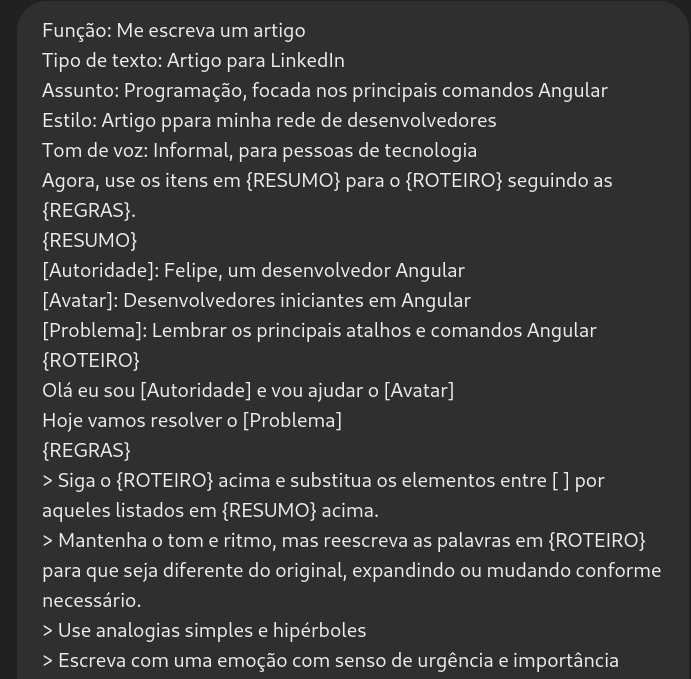 Função: Me escreva um artigo
Tipo de texto: Artigo para LinkedIn
Assunto: Programação, focada nos principais comandos Angular
Estilo: Artigo ppara minha rede de desenvolvedores
Tom de voz: Informal, para pessoas de tecnologia
Agora, use os itens em {RESUMO} para o {ROTEIRO} seguindo as
{REGRAS}.
{RESUMO}
[Autoridade]: Felipe, um desenvolvedor Angular
[Avatar]: Desenvolvedores iniciantes em Angular
[Problema]: Lembrar os principais atalhos e comandos Angular
{ROTEIRO}
Olá eu sou [Autoridade] e vou ajudar o [Avatar]
Hoje vamos resolver o [Problema]
{REGRAS}
> Siga o {ROTEIRO} acima e substitua os elementos entre [ ] por
aqueles listados em {RESUMO} acima.
> Mantenha o tom e ritmo, mas reescreva as palavras em {ROTEIRO}
para que seja diferente do original, expandindo ou mudando conforme
necessário.
> Use analogias simples e hipérboles
> Escreva com uma emoção com senso de urgência e importância